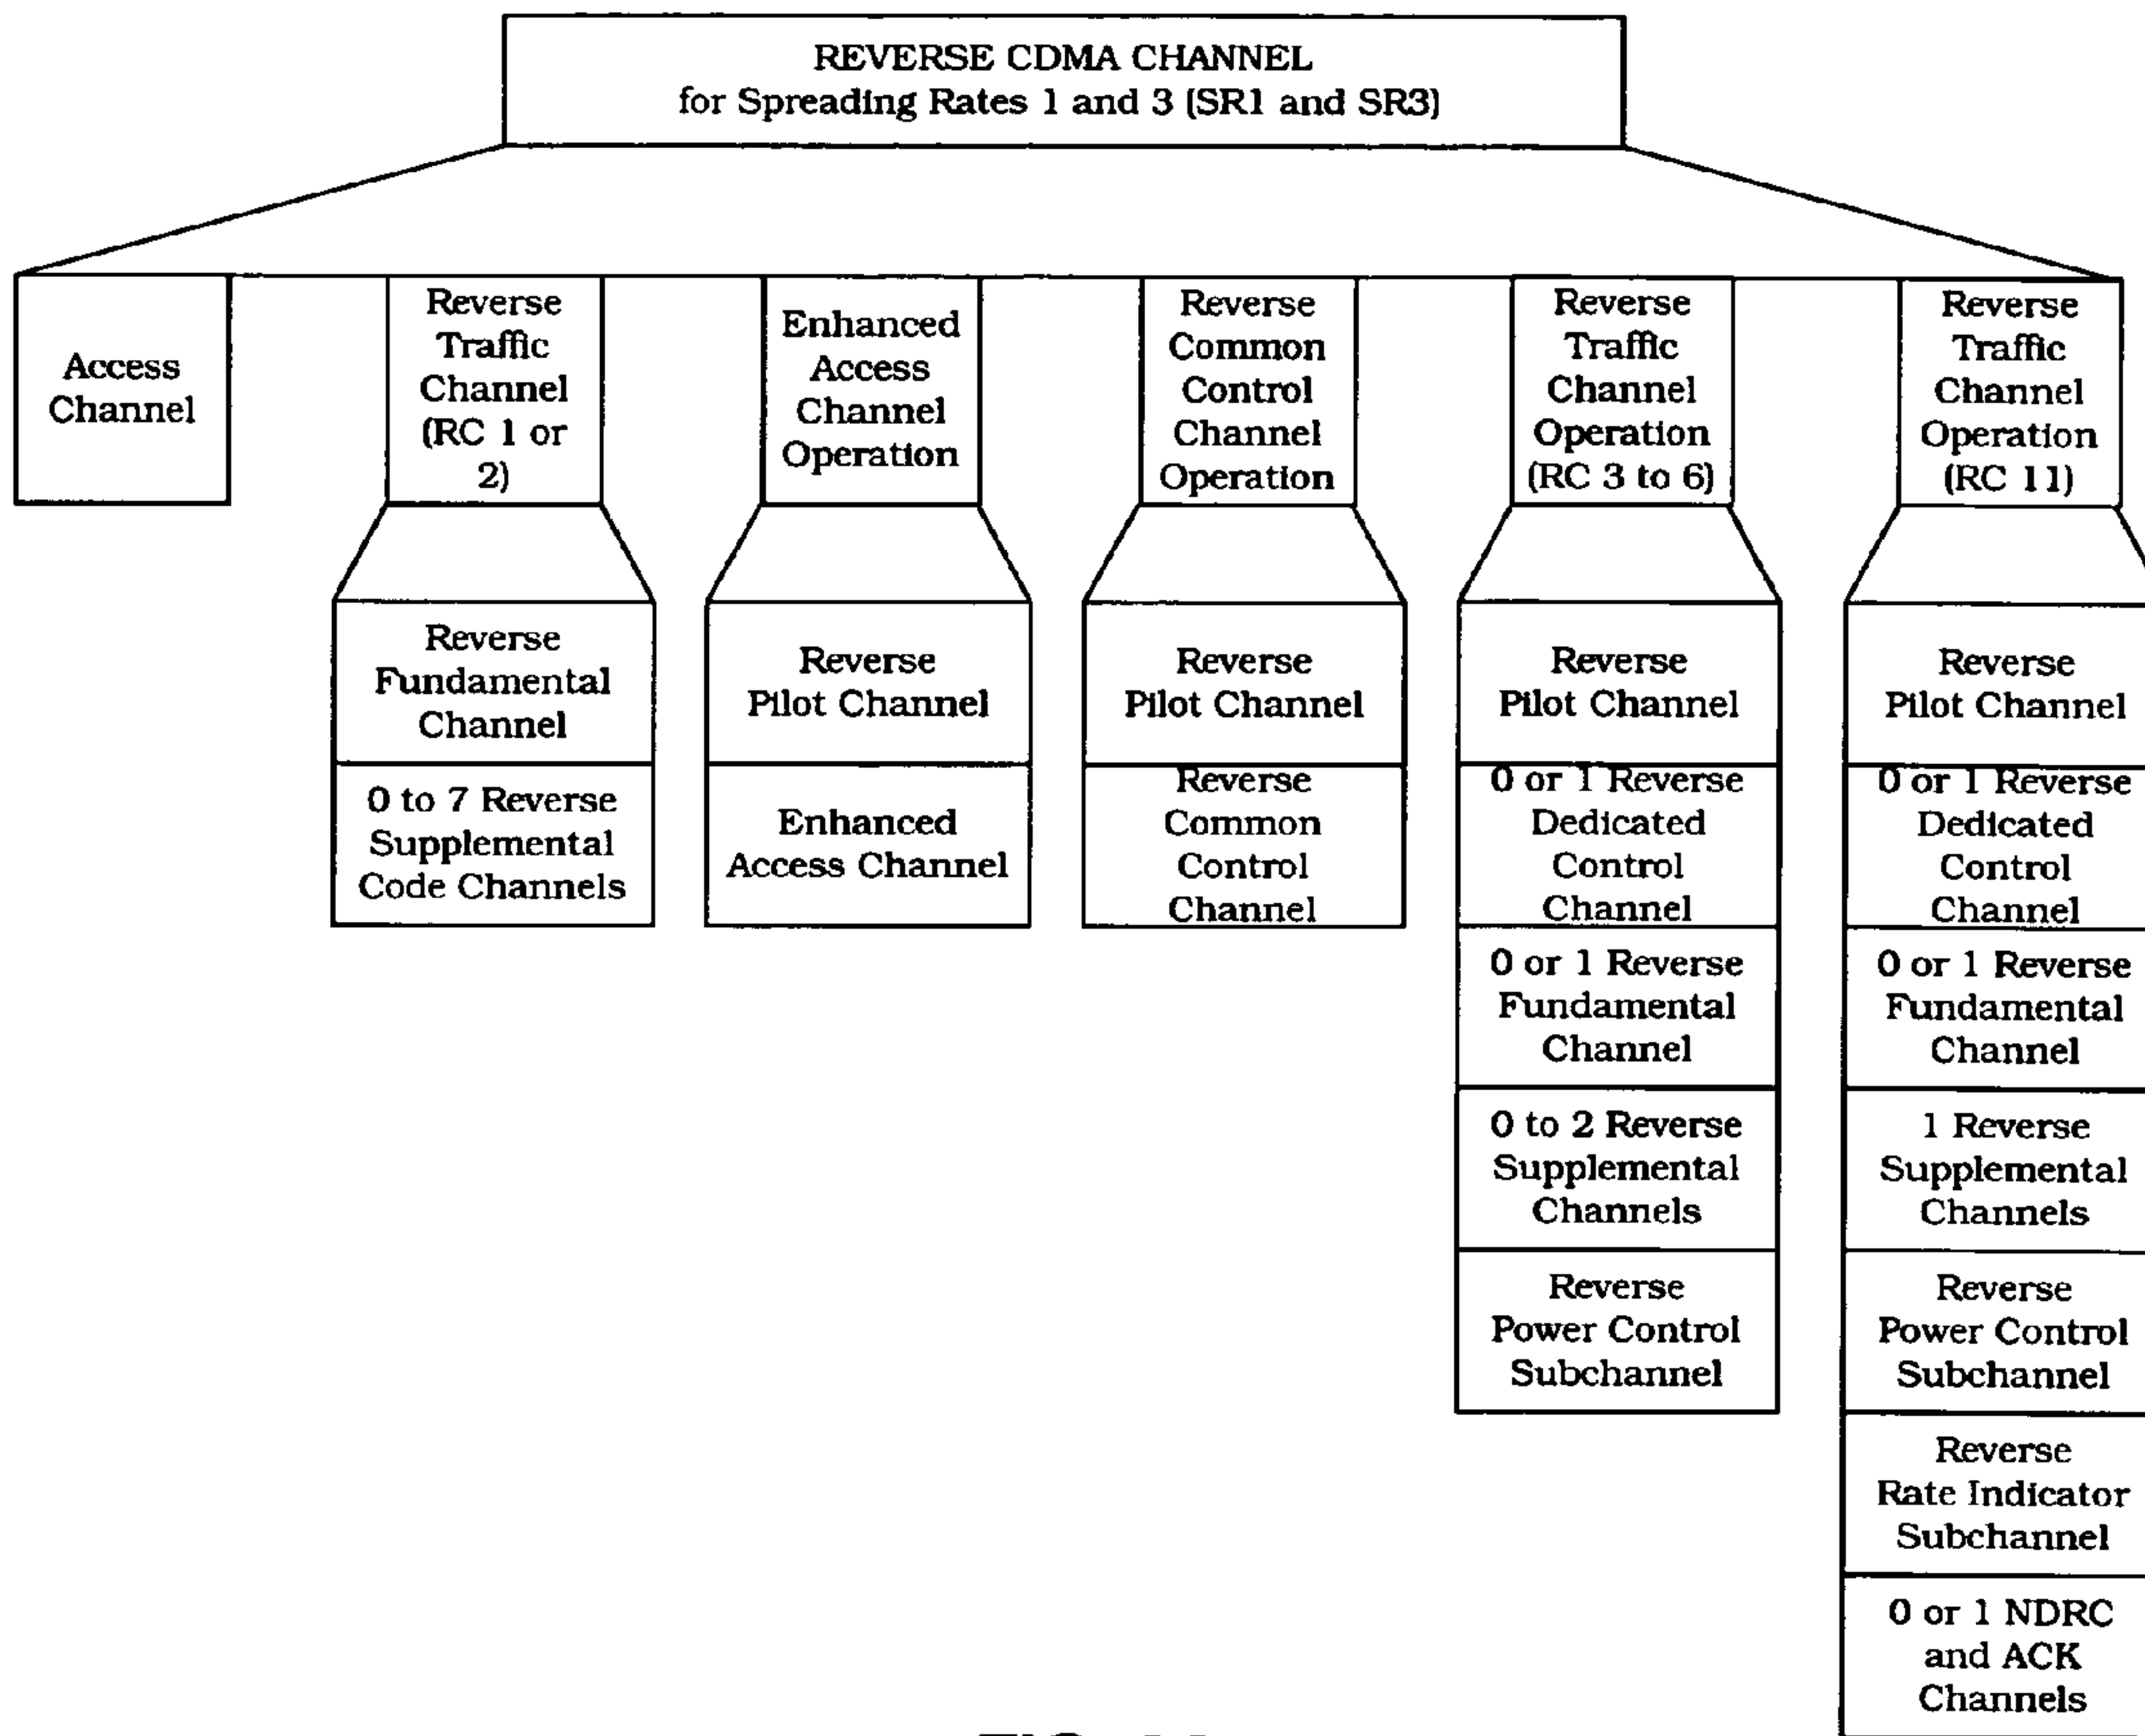 REVERSE CDMA CHANNEL
for Spreading Rates 1 and 3 (SR1 and SR3)
Access
Channel
Reverse
Traffic
Channel
(RC 1 or
2)
Enhanced
Access
Channel
Operation
Reverse
Common
Control
Channel
Operation
Reverse
Traffic
Channel
Operation
(RC 3 to 6)
Reverse
Traffic
Channel
Operation
(RC 11)
Reverse
Fundamental
Channel
0 to 7 Reverse
Supplemental
Code Channels
Reverse
Pilot Channel
Enhanced
Access Channel
Reverse
Pilot Channel
Reverse
Common
Control
Channel
Reverse
Pilot Channel
0 or 1 Reverse
Dedicated
Control
Channel
0 or 1 Reverse
Fundamental
Channel
0 to 2 Reverse
Supplemental
Channels
Reverse
Power Control
Subchannel
Reverse
Pilot Channel
0 or 1 Reverse
Dedicated
Control
Channel
0 or 1 Reverse
Fundamental
Channel
1 Reverse
Supplemental
Channels
Reverse
Power Control
Subchannel
Reverse
Rate Indicator
Subchannel
0 or 1 NDRC
and ACK
Channels